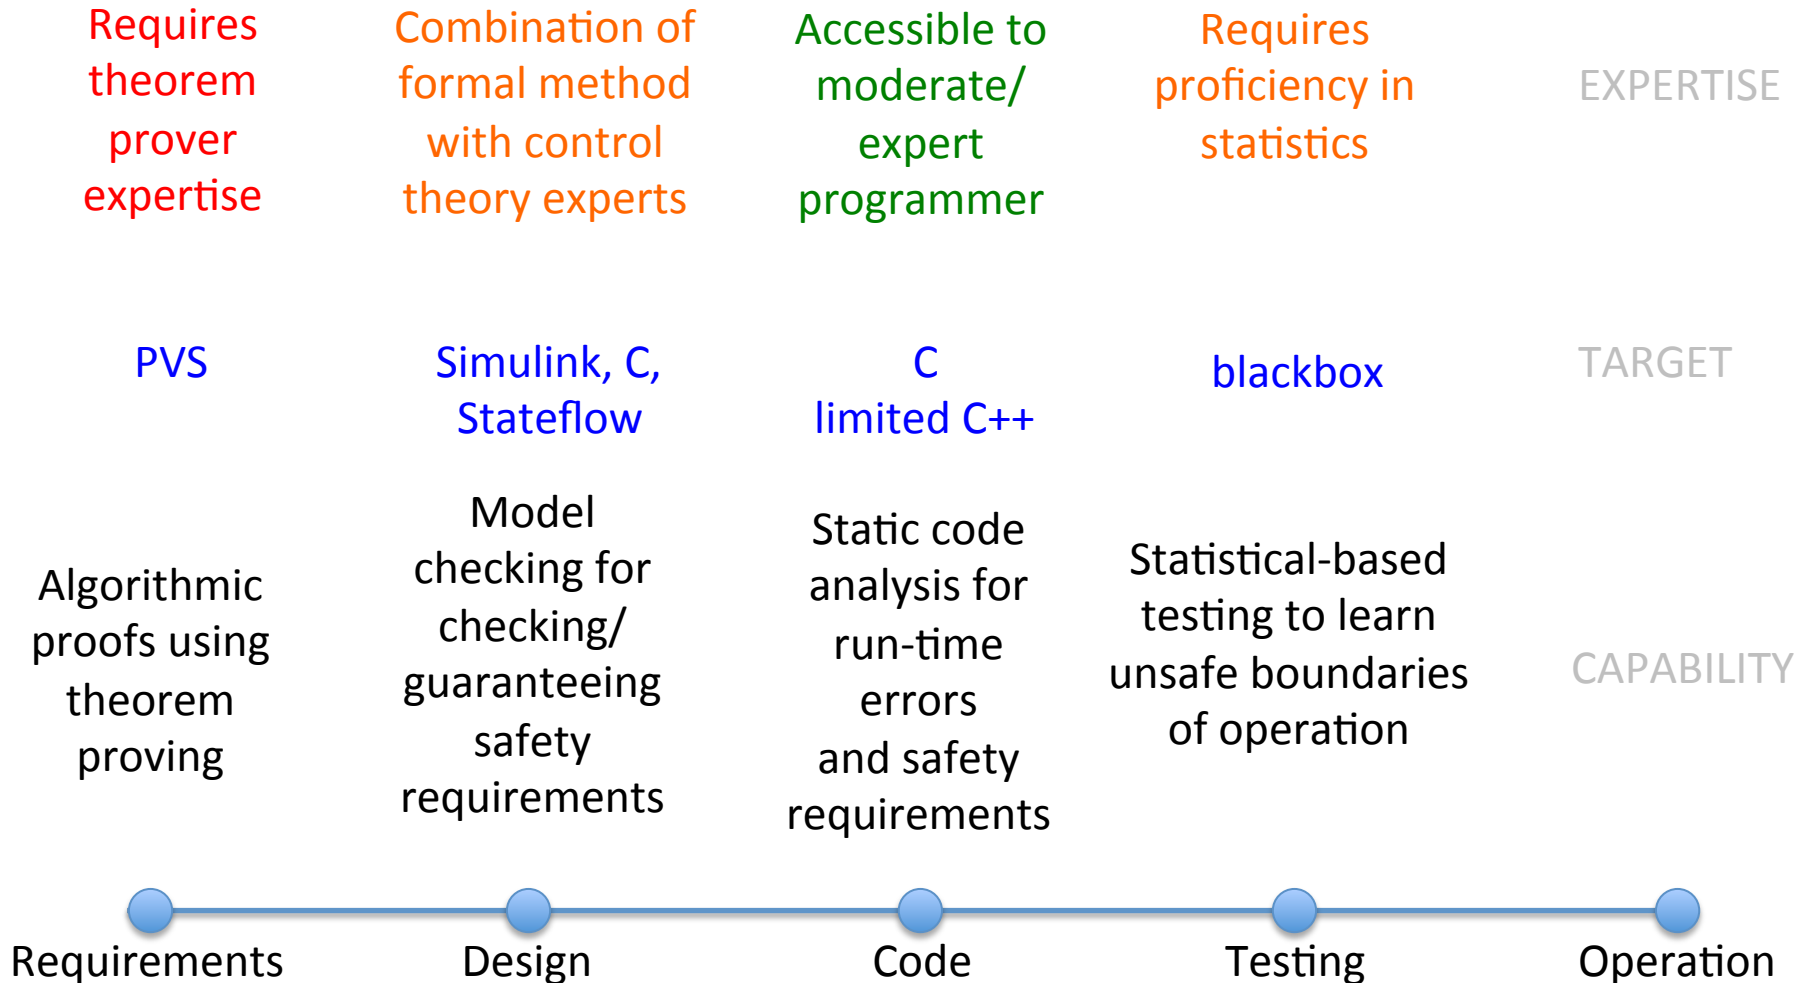 Requires
theorem
prover
expertise
Combination of
formal method
with control
theory experts
Accessible to
moderate/
expert
programmer
Requires
proficiency in
statistics
EXPERTISE
PVS
Simulink, C,
Stateflow
C
limited C++
blackbox
TARGET
Algorithmic
proofs using
theorem
proving
Model
checking for
checking/
guaranteeing
safety
requirements
Static code
analysis for
run-time
errors
and safety
requirements
Statistical-based
testing to learn
unsafe boundaries
of operation
CAPABILITY
Requirements
Design
Code
Testing
Operation